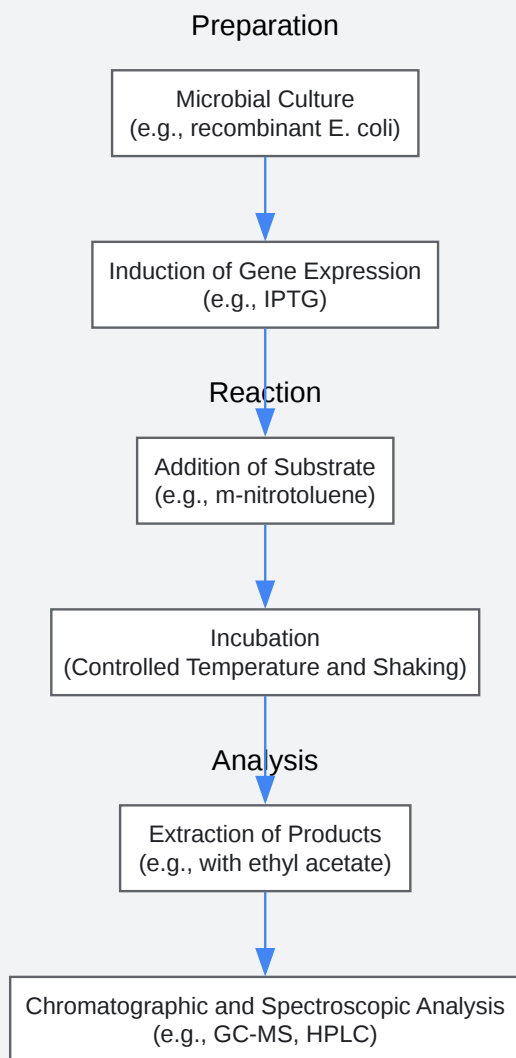 Preparation
Microbial Culture
(e.g., recombinant E. coli)
Induction of Gene Expression
(e.g., IPTG)
Reaction
Addition of Substrate
(e.g., m-nitrotoluene)
Incubation
(Controlled Temperature and Shaking)
Analysis
Extraction of Products
(e.g., with ethyl acetate)
Chromatographic and Spectroscopic Analysis
(e.g., GC-MS, HPLC)